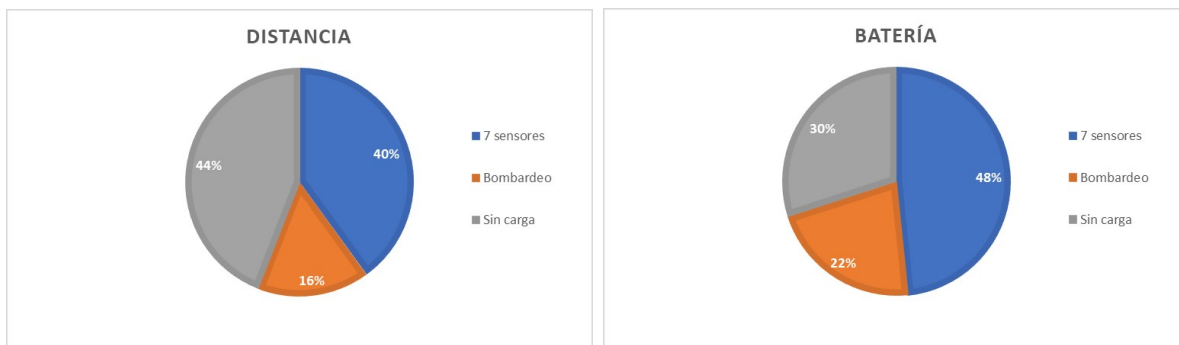 DISTANCIA
40%
16%
44%
7 sensores
Bombardeo
Sin carga
BATERÍA
48%
22%
30%
7 sensores
Bombardeo
Sin carga